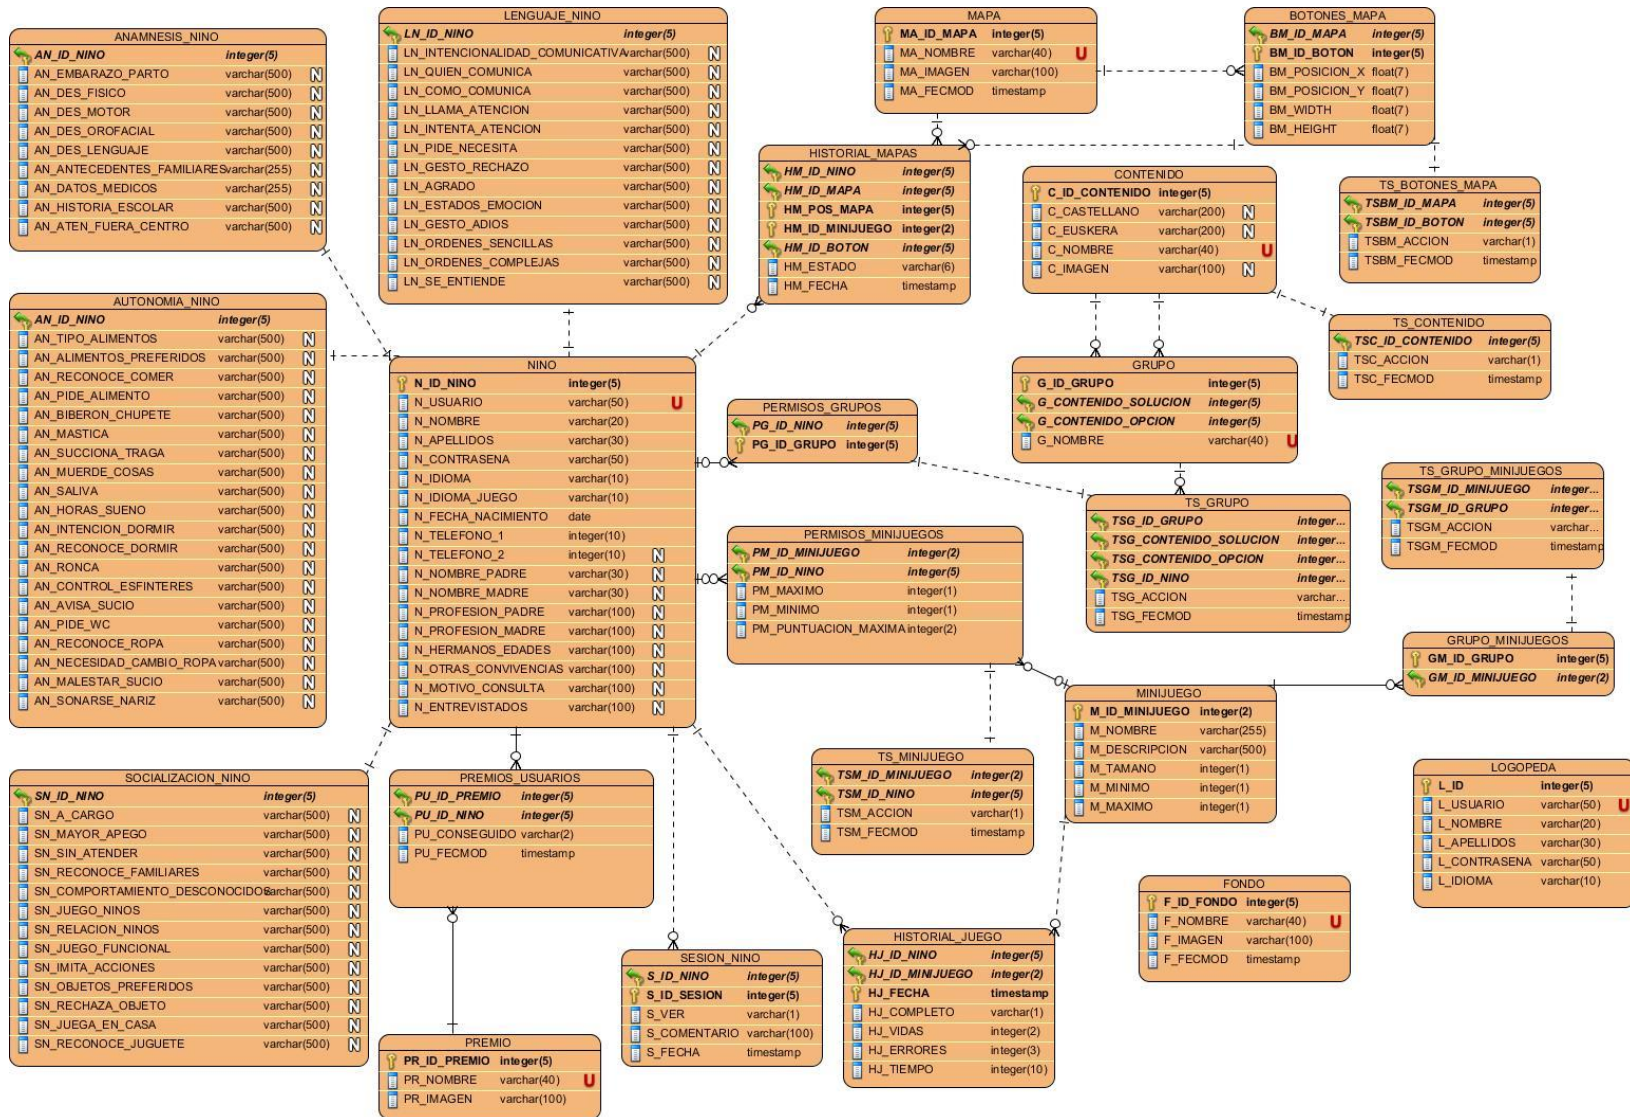 ANAMNESIS_NINO
AN_ID_NINO integer(5)
AN_EMBARAZO_PARTO varchar(500) N
AN_DES_FISICO varchar(500) N
AN_DES_MOTOR varchar(500) N
AN_DES_OROFACIAL varchar(500) N
AN_DES_LENGUAJE varchar(500) N
AN_ANTECEDENTES_FAMILIARES varchar(255) N
AN_DATOS_MEDICOS varchar(255) N
AN_HISTORIA_ESCOLAR varchar(500) N
AN_ATEN_FUERA_CENTRO varchar(500) N
LENGUAJE_NINO
LN_ID_NINO integer(5)
LN_INTENCIONALIDAD_COMUNICATIVA varchar(500) N
LN_QUIEN_COMUNICA varchar(500) N
LN_COMO_COMUNICA varchar(500) N
LN_LLAMA_ATENCION varchar(500) N
LN_INTENTA_ATENCION varchar(500) N
LN_PIDE_NECESITA varchar(500) N
LN_GESTO_RECHAZO varchar(500) N
LN_AGRADO varchar(500) N
LN_ESTADOS_EMOCION varchar(500) N
LN_GESTO_ADIOS varchar(500) N
LN_ORDENES_SENCILLAS varchar(500) N
LN_ORDENES_COMPLEJAS varchar(500) N
LN_SE_ENTIENDE varchar(500) N
MAPA
MA_ID_MAPA integer(5)
MA_NOMBRE varchar(40) U
MA_IMAGEN varchar(100)
MA_FECMOD timestamp
BOTONES_MAPA
BM_ID_MAPA integer(5)
BM_ID_BOTON integer(5)
BM_POSICION_X float(7)
BM_POSICION_Y float(7)
BM_WIDTH float(7)
BM_HEIGHT float(7)
HISTORIAL_MAPAS
HM_ID_NINO integer(5)
HM_ID_MAPA integer(5)
HM_POS_MAPA integer(5)
HM_ID_MINIJUEGO integer(2)
HM_ID_BOTON integer(5)
HM_ESTADO varchar(6)
HM_FECHA timestamp
CONTENIDO
C_ID_CONTENIDO integer(5)
C_CASTELLANO varchar(200) N
C_EUSKERA varchar(200) N
C_NOMBRE varchar(40) U
C_IMAGEN varchar(100) N
TS_BOTONES_MAPA
TSBM_ID_MAPA integer(5)
TSBM_ID_BOTON integer(5)
TSBM_ACCION varchar(1)
TSBM_FECMOD timestamp
AUTONOMIA_NINO
AN_ID_NINO integer(5)
AN_TIPO_ALIMENTOS varchar(500) N
AN_ALIMENTOS_PREFERIDOS varchar(500) N
AN_RECONOCE_COMER varchar(500) N
AN_PIDE_ALIMENTO varchar(500) N
AN_BIBERON_CHUPETE varchar(500) N
AN_MASTICA varchar(500) N
AN_SUCCIONA_TRAGA varchar(500) N
AN_MUERDE_COSAS varchar(500) N
AN_SALIVA varchar(500) N
AN_HORAS_SUENO varchar(500) N
AN_INTENCION_DORMIR varchar(500) N
AN_RECONOCE_DORMIR varchar(500) N
AN_RONCA varchar(500) N
AN_CONTROL_ESFINTERES varchar(500) N
AN_AVISA_SUCIO varchar(500) N
AN_PIDE_WC varchar(500) N
AN_RECONOCE_ROPA varchar(500) N
AN_NECESIDAD_CAMBIO_ROPA varchar(500) N
AN_MALESTAR_SUCIO varchar(500) N
AN_SONARSE_NARIZ varchar(500) N
NINO
N_ID_NINO integer(5)
N_USUARIO varchar(50) U
N_NOMBRE varchar(20)
N_APELLIDOS varchar(30)
N_CONTRASENA varchar(50)
N_IDIOMA varchar(10)
N_IDIOMA_JUEGO varchar(10)
N_FECHA_NACIMIENTO date
N_TELEFONO_1 integer(10)
N_TELEFONO_2 integer(10) N
N_NOMBRE_PADRE varchar(30) N
N_NOMBRE_MADRE varchar(30) N
N_PROFESION_PADRE varchar(100) N
N_PROFESION_MADRE varchar(100) N
N_HERMANOS_EDADES varchar(100) N
N_OTRAS_CONVIVENCIAS varchar(100) N
N_MOTIVO_CONSULTA varchar(100) N
N_ENTREVISTADOS varchar(100) N
TS_CONTENIDO
TSC_ID_CONTENIDO integer(5)
TSC_ACCION varchar(1)
TSC_FECMOD timestamp
GRUPO
G_ID_GRUPO integer(5)
G_CONTENIDO_SOLUCION integer(5)
G_CONTENIDO_OPCION integer(5)
G_NOMBRE varchar(40) U
PERMISOS_GRUPOS
PG_ID_NINO integer(5)
PG_ID_GRUPO integer(5)
TS_GRUPO
TSG_ID_GRUPO integer...
TSG_CONTENIDO_SOLUCION integer...
TSG_CONTENIDO_OPCION integer...
TSG_ID_NINO integer...
TSG_ACCION varchar...
TSG_FECMOD timestamp
TS_GRUPO_MINIJUEGOS
TSGM_ID_MINIJUEGO integer...
TSGM_ID_GRUPO integer...
TSGM_ACCION varchar...
TSGM_FECMOD timestamp
PERMISOS_MINIJUEGOS
PM_ID_MINIJUEGO integer(2)
PM_ID_NINO integer(5)
PM_MAXIMO integer(1)
PM_MINIMO integer(1)
PM_PUNTUACION_MAXIMA integer(2)
GRUPO_MINIJUEGOS
GM_ID_GRUPO integer(5)
GM_ID_MINIJUEGO integer(2)
MINIJUEGO
M_ID_MINIJUEGO integer(2)
M_NOMBRE varchar(255)
M_DESCRIPCION varchar(500)
M_TAMANO integer(1)
M_MINIMO integer(1)
M_MAXIMO integer(1)
TS_MINIJUEGO
TSM_ID_MINIJUEGO integer(2)
TSM_ID_NINO integer(5)
TSM_ACCION varchar(1)
TSM_FECMOD timestamp
LOGOPEDA
L_ID integer(5)
L_USUARIO varchar(50) U
L_NOMBRE varchar(20)
L_APELLIDOS varchar(30)
L_CONTRASENA varchar(50)
L_IDIOMA varchar(10)
SOCIALIZACION_NINO
SN_ID_NINO integer(5)
SN_A_CARGO varchar(500) N
SN_MAYOR_APEGO varchar(500) N
SN_SIN_ATENDER varchar(500) N
SN_RECONOCE_FAMILIARES varchar(500) N
SN_COMPORTAMIENTO_DESCONOCIDOS varchar(500) N
SN_JUEGO_NINOS varchar(500) N
SN_RELACION_NINOS varchar(500) N
SN_JUEGO_FUNCIONAL varchar(500) N
SN_IMITA_ACCIONES varchar(500) N
SN_OBJETOS_PREFERIDOS varchar(500) N
SN_RECHAZA_OBJETO varchar(500) N
SN_JUEGA_EN_CASA varchar(500) N
SN_RECONOCE_JUGUETE varchar(500) N
PREMIOS_USUARIOS
PU_ID_PREMIO integer(5)
PU_ID_NINO integer(5)
PU_CONSEGUIDO varchar(2)
PU_FECMOD timestamp
FONDO
F_ID_FONDO integer(5)
F_NOMBRE varchar(40) U
F_IMAGEN varchar(100)
F_FECMOD timestamp
SESION_NINO
S_ID_NINO integer(5)
S_ID_SESION integer(5)
S_VER varchar(1)
S_COMENTARIO varchar(100)
S_FECHA timestamp
HISTORIAL_JUEGO
HJ_ID_NINO integer(5)
HJ_ID_MINIJUEGO integer(2)
HJ_FECHA timestamp
HJ_COMPLETO varchar(1)
HJ_VIDAS integer(2)
HJ_ERRORES integer(3)
HJ_TIEMPO integer(10)
PREMIO
PR_ID_PREMIO integer(5)
PR_NOMBRE varchar(40) U
PR_IMAGEN varchar(100)